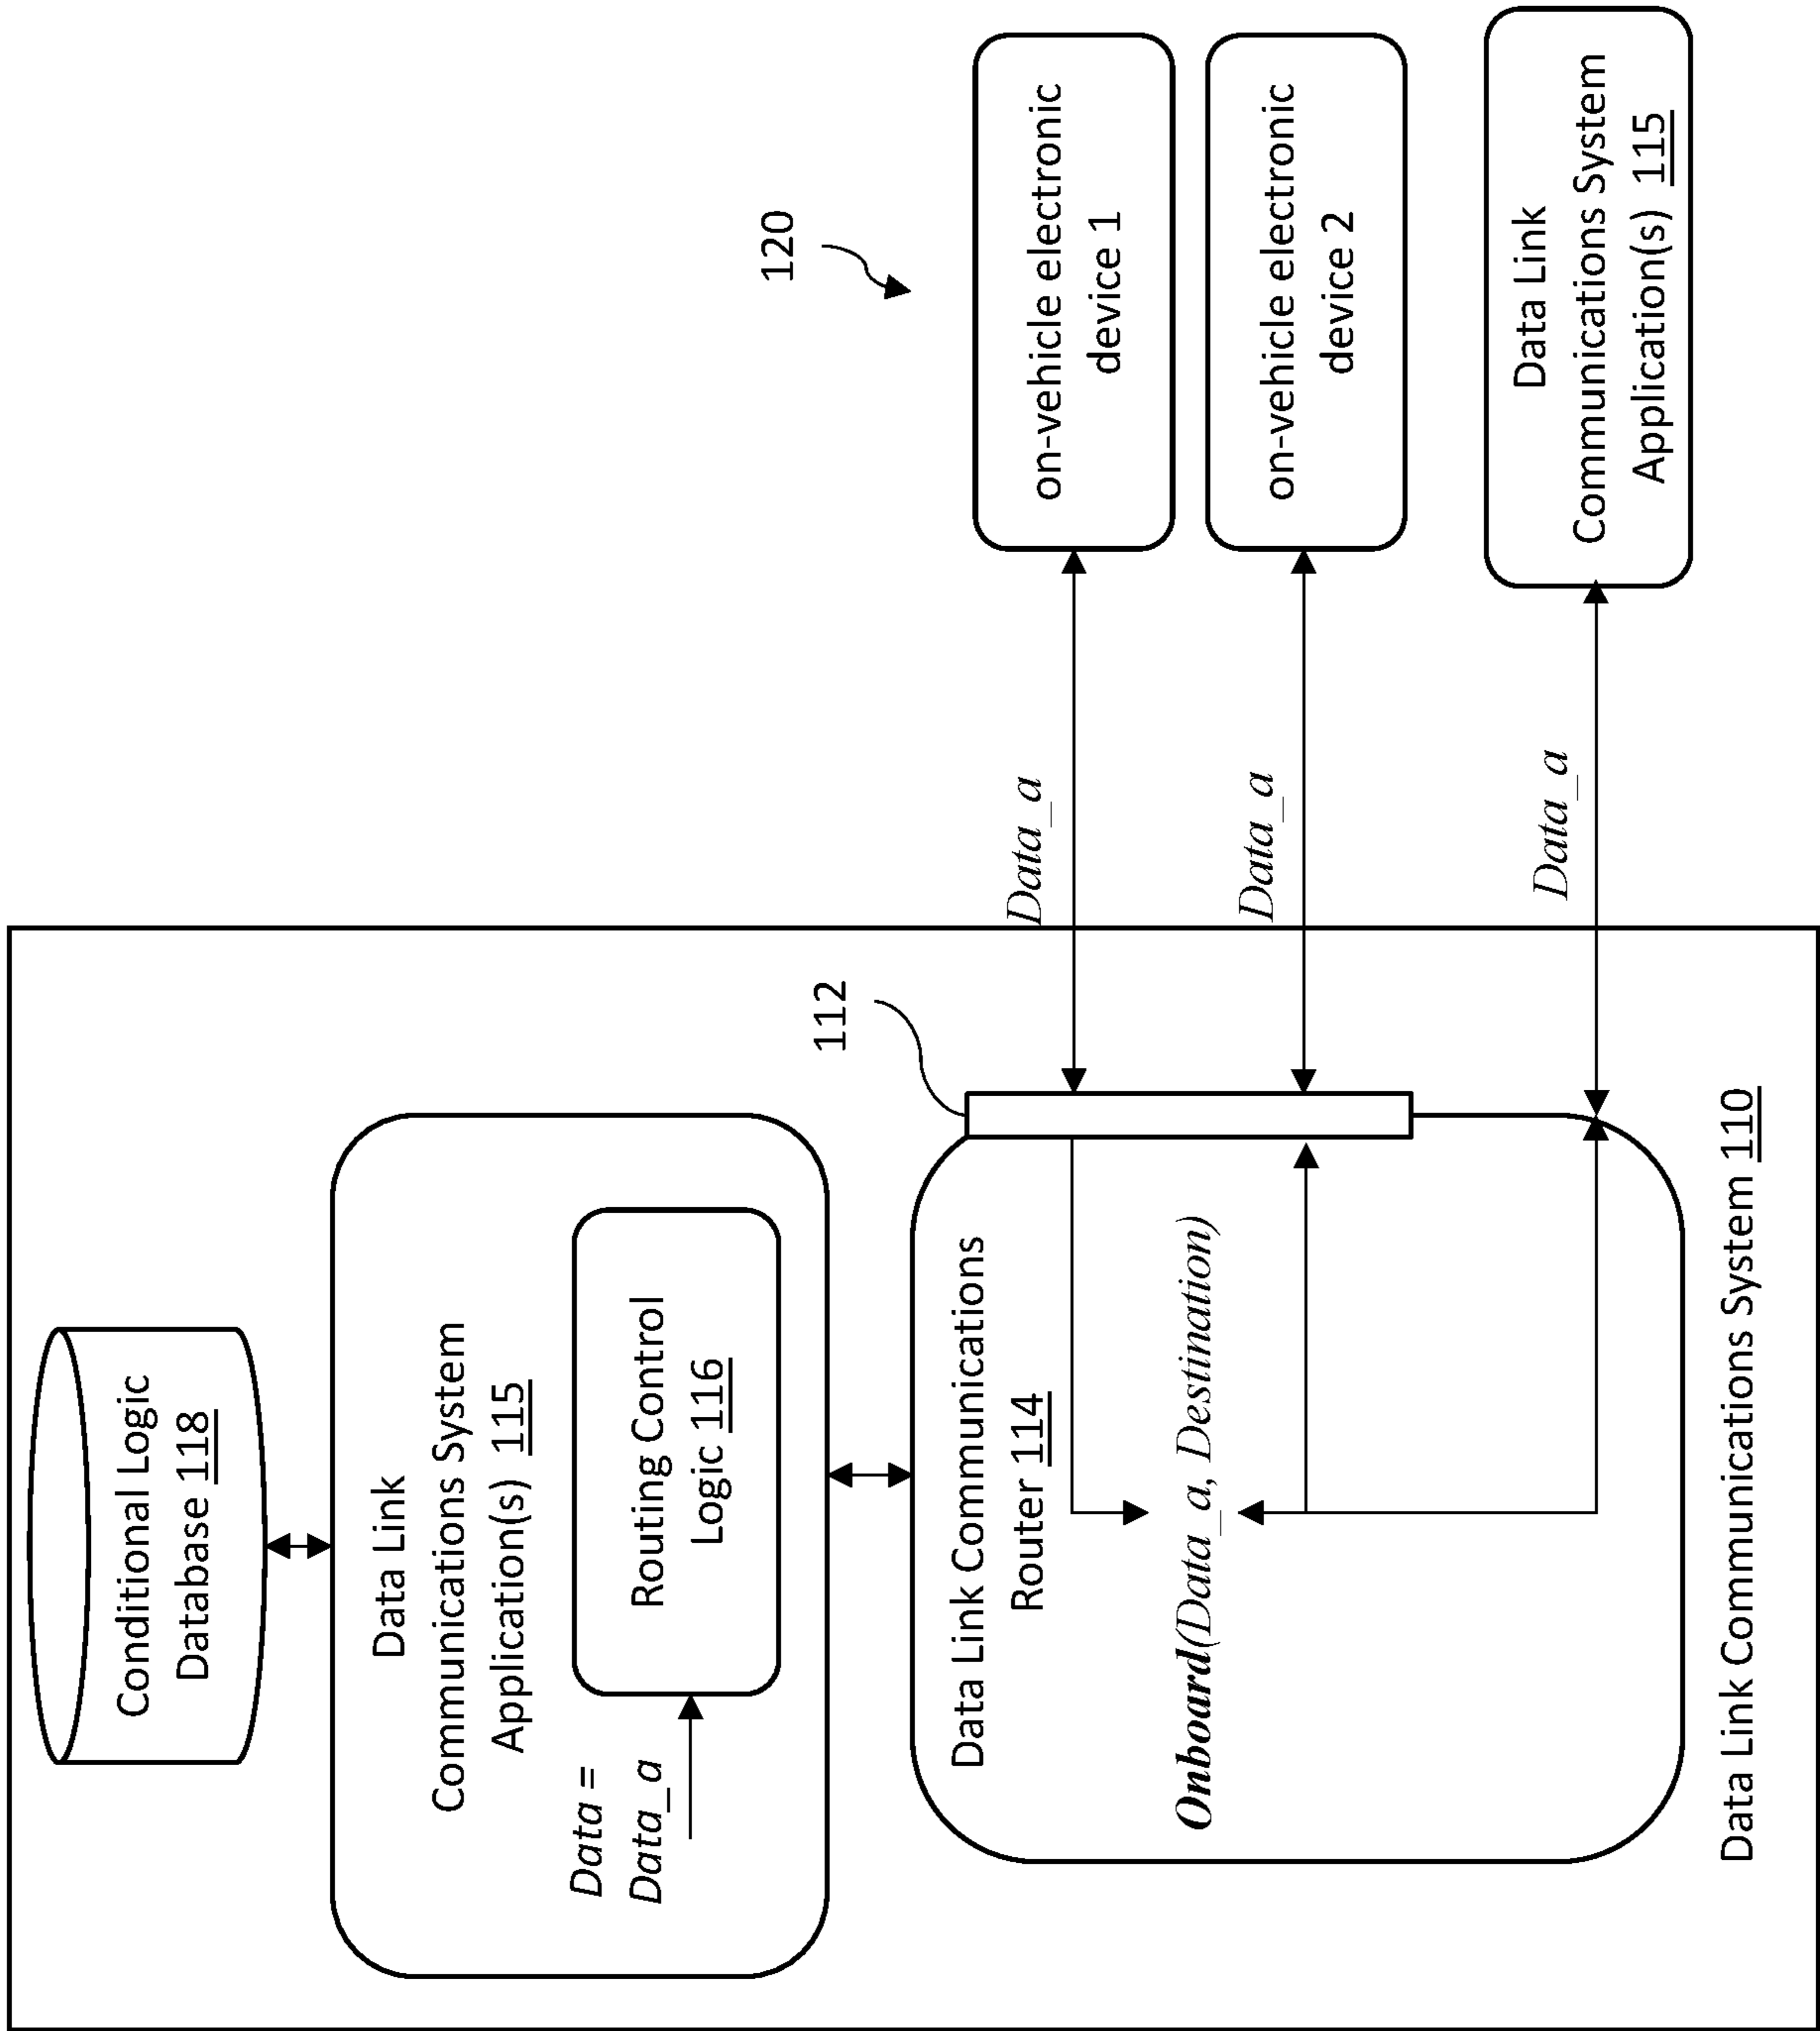 Conditional Logic
Database 118
Data Link
Communications System
Application(s) 115
Data =
Data_a
Routing Control
Logic 116
112
Data Link Communications
Router 114
Onboard(Data_a, Destination)
Data Link Communications System 110
120
Data_a
on-vehicle electronic
device 1
Data_a
on-vehicle electronic
device 2
Data_a
Data Link
Communications System
Application(s) 115